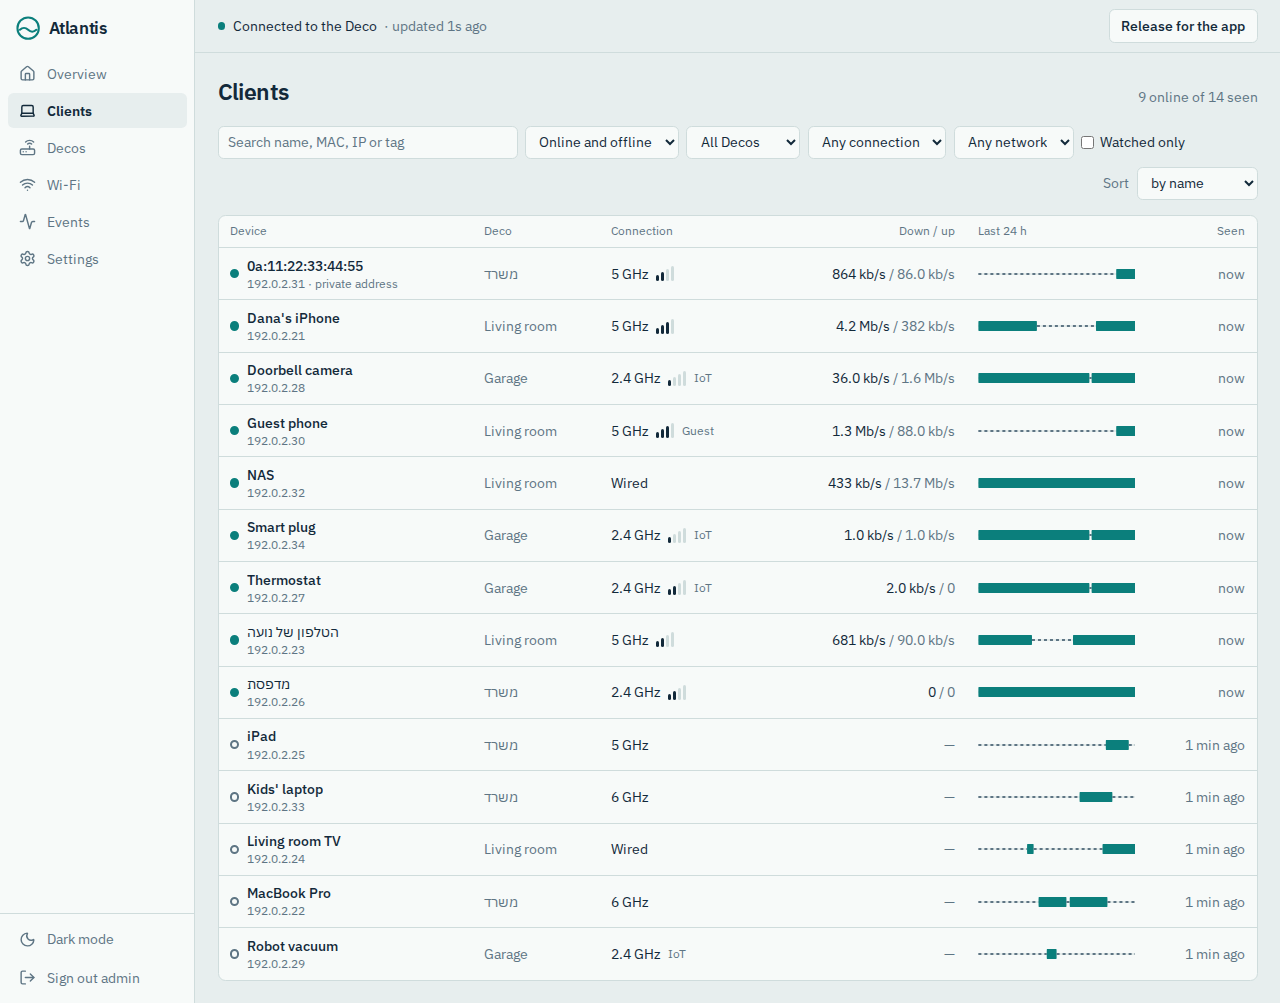 Atlantis
Connected to the Deco · updated 1s ago
Release for the app
Overview
Clients
Decos
Wi-Fi
Events
Settings
Dark mode
Sign out admin
Clients
9 online of 14 seen
Search name, MAC, IP or tag
Online and offline
All Decos
Any connection
Any network
Watched only
Sort by name
Device Deco Connection Down / up Last 24 h Seen
0a:11:22:33:44:55 משרד 5 GHz 864 kb/s / 86.0 kb/s now
192.0.2.31 · private address
Dana's iPhone Living room 5 GHz 4.2 Mb/s / 382 kb/s now
192.0.2.21
Doorbell camera Garage 2.4 GHz IoT 36.0 kb/s / 1.6 Mb/s now
192.0.2.28
Guest phone Living room 5 GHz Guest 1.3 Mb/s / 88.0 kb/s now
192.0.2.30
NAS Living room Wired 433 kb/s / 13.7 Mb/s now
192.0.2.32
Smart plug Garage 2.4 GHz IoT 1.0 kb/s / 1.0 kb/s now
192.0.2.34
Thermostat Garage 2.4 GHz IoT 2.0 kb/s / 0 now
192.0.2.27
הטלפון של נועה Living room 5 GHz 681 kb/s / 90.0 kb/s now
192.0.2.23
מדפסת משרד 2.4 GHz 0 / 0 now
192.0.2.26
iPad משרד 5 GHz — 1 min ago
192.0.2.25
Kids' laptop משרד 6 GHz — 1 min ago
192.0.2.33
Living room TV Living room Wired — 1 min ago
192.0.2.24
MacBook Pro משרד 6 GHz — 1 min ago
192.0.2.22
Robot vacuum Garage 2.4 GHz IoT — 1 min ago
192.0.2.29